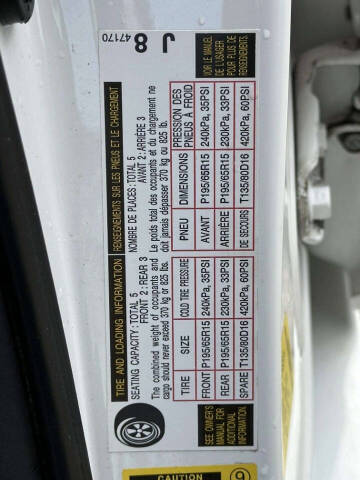 TIRE AND LOADING INFORMATION
SEATING CAPACITY: TOTAL 5
FRONT 2: REAR 3
The combined weight of occupants and
cargo should never exceed 370 kg or 825 lbs.
TIRE SIZE COLD TIRE PRESSURE
FRONT P195/65R15 240kPa, 35PSI
REAR P195/65R15 230kPa, 33PSI
SPARE T135/80D16 420kPa, 60PSI
SEE OWNER'S
MANUAL FOR
ADDITIONAL
INFORMATION
RENSEIGNEMENTS SUR LES PNEUS ET LE CHARGEMENT
NOMBRE DE PLACES: TOTAL 5
AVANT 2: ARRIÈRE 3
Le poids total des occupants et du chargement ne
doit jamais dépasser 370 kg ou 825 lb.
PNEU DIMENSIONS PRESSION DES
PNEUS À FROID
AVANT P195/65R15 240kPa, 35PSI
ARRIÈRE P195/65R15 230kPa, 33PSI
DE SECOURS T135/80D16 420kPa, 60PSI
VOIR LE MANUEL
DE L'USAGER
POUR PLUS DE
RENSEIGNEMENTS
47170
J 8
CAUTION